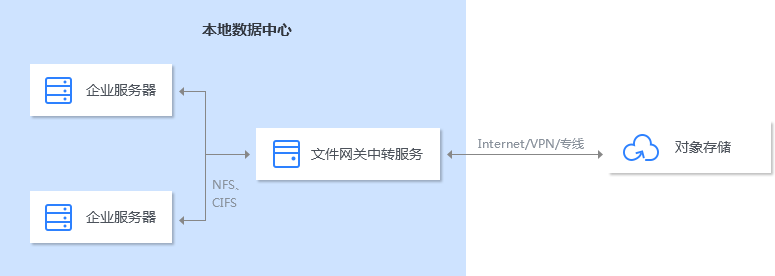 本地数据中心
企业服务器
文件网关中转服务
Internet/VPN/专线
对象存储
NFS、
CIFS
企业服务器